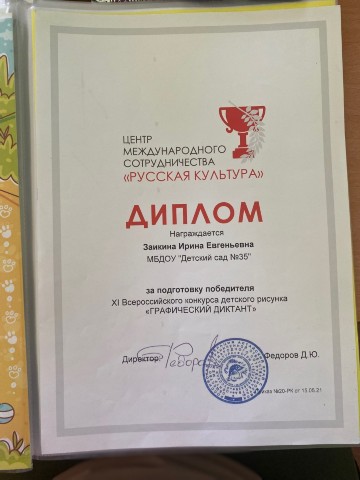 ЦЕНТР
МЕЖДУНАРОДНОГО
СОТРУДНИЧЕСТВА
«РУССКАЯ КУЛЬТУРА»
ДИПЛОМ
Награждается
Заикина Ирина Евгеньевна
МБДОУ "Детский сад №35"
за подготовку победителя
XI Всероссийского конкурса детского рисунка
«ГРАФИЧЕСКИЙ ДИКТАНТ»
Директор Федоров Д.Ю.